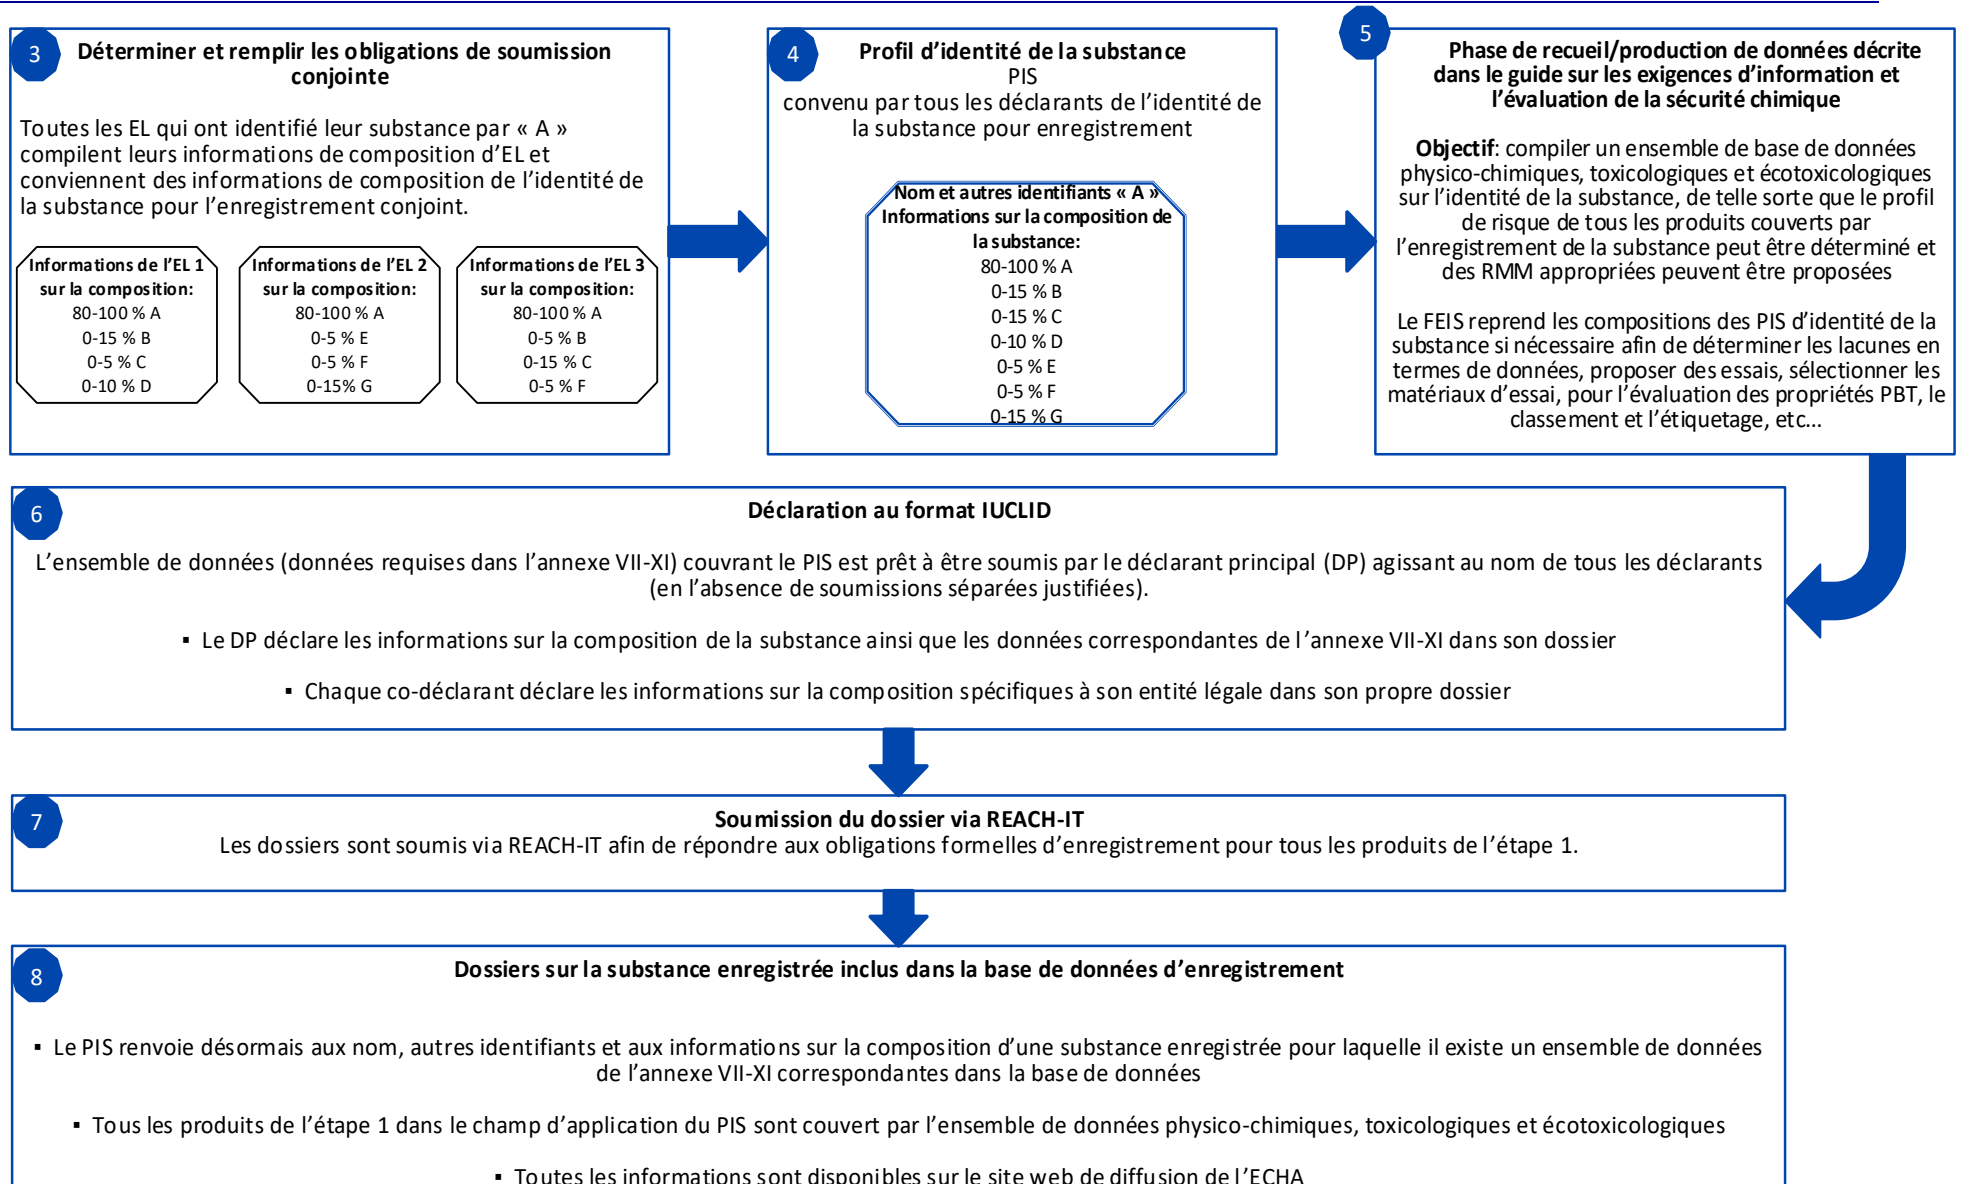 3
Déterminer et remplir les obligations de soumission
conjointe
Toutes les EL qui ont identifié leur substance par « A »
compilent leurs informations de composition d’EL et
conviennent des informations de composition de l’identité de
la substance pour l’enregistrement conjoint.
Informations de l’EL 1
sur la composition:
80-100 % A
0-15 % B
0-5 % C
0-10 % D
Informations de l’EL 2
sur la composition:
80-100 % A
0-5 % E
0-5 % F
0-15% G
Informations de l’EL 3
sur la composition:
80-100 % A
0-5 % B
0-15 % C
0-5 % F
4
Profil d’identité de la substance
PIS
convenu par tous les déclarants de l’identité de
la substance pour enregistrement
Nom et autres identifiants « A »
Informations sur la composition de
la substance:
80-100 % A
0-15 % B
0-15 % C
0-10 % D
0-5 % E
0-5 % F
0-15 % G
5
Phase de recueil/production de données décrite
dans le guide sur les exigences d’information et
l’évaluation de la sécurité chimique
Objectif: compiler un ensemble de base de données
physico-chimiques, toxicologiques et écotoxicologiques
sur l’identité de la substance, de telle sorte que le profil
de risque de tous les produits couverts par
l’enregistrement de la substance peut être déterminé et
des RMM appropriées peuvent être proposées
Le FEIS reprend les compositions des PIS d’identité de la
substance si nécessaire afin de déterminer les lacunes en
termes de données, proposer des essais, sélectionner les
matériaux d’essai, pour l’évaluation des propriétés PBT, le
classement et l’étiquetage, etc…
6
Déclaration au format IUCLID
L’ensemble de données (données requises dans l’annexe VII-XI) couvrant le PIS est prêt à être soumis par le déclarant principal (DP) agissant au nom de tous les déclarants
(en l’absence de soumissions séparées justifiées).
▪ Le DP déclare les informations sur la composition de la substance ainsi que les données correspondantes de l’annexe VII-XI dans son dossier
▪ Chaque co-déclarant déclare les informations sur la composition spécifiques à son entité légale dans son propre dossier
7
Soumission du dossier via REACH-IT
Les dossiers sont soumis via REACH-IT afin de répondre aux obligations formelles d’enregistrement pour tous les produits de l’étape 1.
8
Dossiers sur la substance enregistrée inclus dans la base de données d’enregistrement
▪ Le PIS renvoie désormais aux nom, autres identifiants et aux informations sur la composition d’une substance enregistrée pour laquelle il existe un ensemble de données
de l’annexe VII-XI correspondantes dans la base de données
▪ Tous les produits de l’étape 1 dans le champ d’application du PIS sont couvert par l’ensemble de données physico-chimiques, toxicologiques et écotoxicologiques
▪ Toutes les informations sont disponibles sur le site web de diffusion de l’ECHA